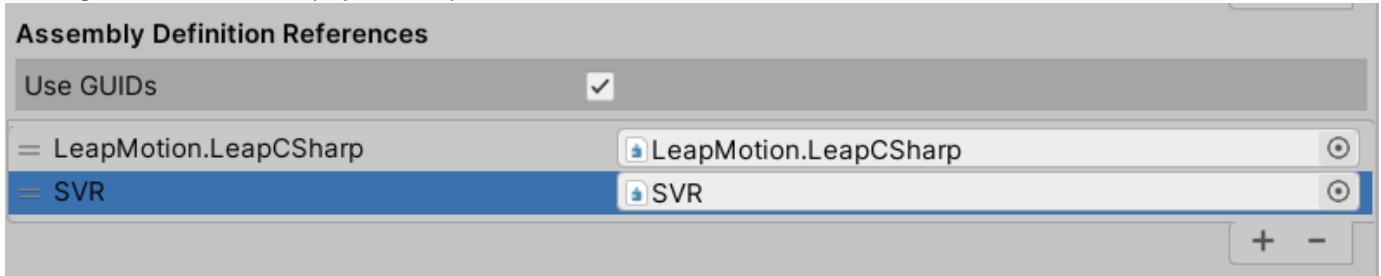 Assembly Definition References
Use GUIDs
LeapMotion.LeapCSharp LeapMotion.LeapCSharp
SVR SVR
+ -